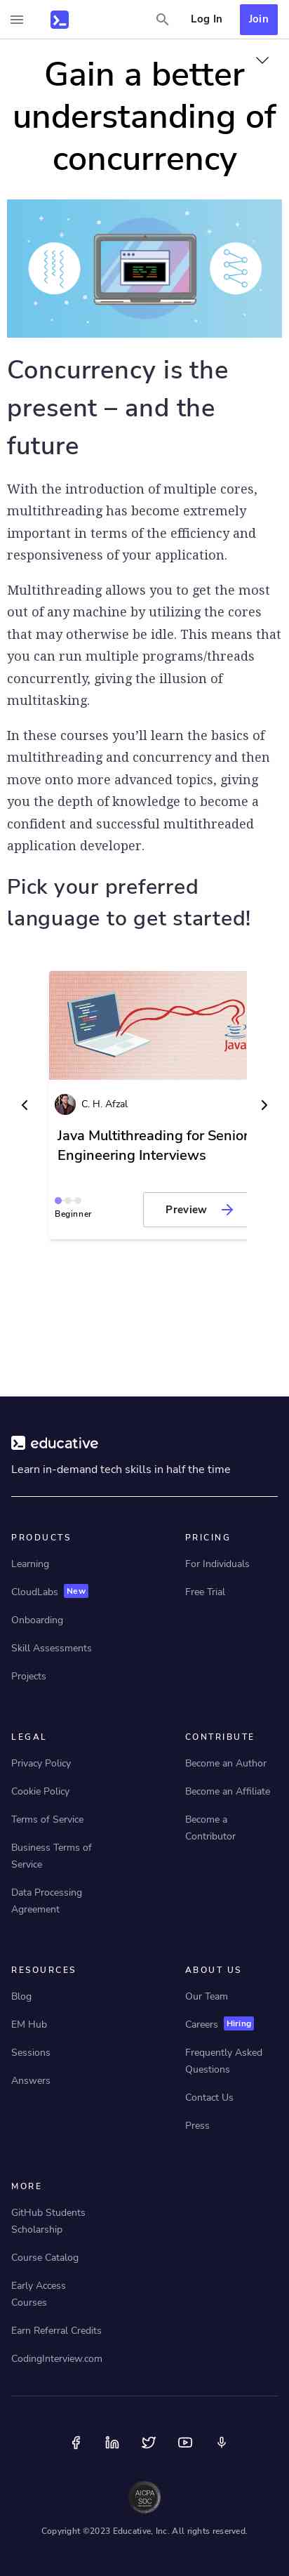 Log In
Join
Gain a better
understanding of
concurrency
Concurrency is the
present – and the
future
With the introduction of multiple cores,
multithreading has become extremely
important in terms of the efficiency and
responsiveness of your application.
Multithreading allows you to get the most
out of any machine by utilizing the cores
that may otherwise be idle. This means that
you can run multiple programs/threads
concurrently, giving the illusion of
multitasking.
In these courses you'll learn the basics of
multithreading and concurrency and then
move onto more advanced topics, giving
you the depth of knowledge to become a
confident and successful multithreaded
application developer.
Pick your preferred
language to get started!
Java
C. H. Afzal
Java Multithreading for Senior
Engineering Interviews
Beginner
Preview
educative
Learn in-demand tech skills in half the time
PRODUCTS
Learning
CloudLabs New
Onboarding
Skill Assessments
Projects
PRICING
For Individuals
Free Trial
LEGAL
Privacy Policy
Cookie Policy
Terms of Service
Business Terms of
Service
Data Processing
Agreement
CONTRIBUTE
Become an Author
Become an Affiliate
Become a
Contributor
RESOURCES
Blog
EM Hub
Sessions
Answers
ABOUT US
Our Team
Careers Hiring
Frequently Asked
Questions
Contact Us
Press
MORE
GitHub Students
Scholarship
Course Catalog
Early Access
Courses
Earn Referral Credits
CodingInterview.com
AICPA
SOC
Copyright ©2023 Educative, Inc. All rights reserved.